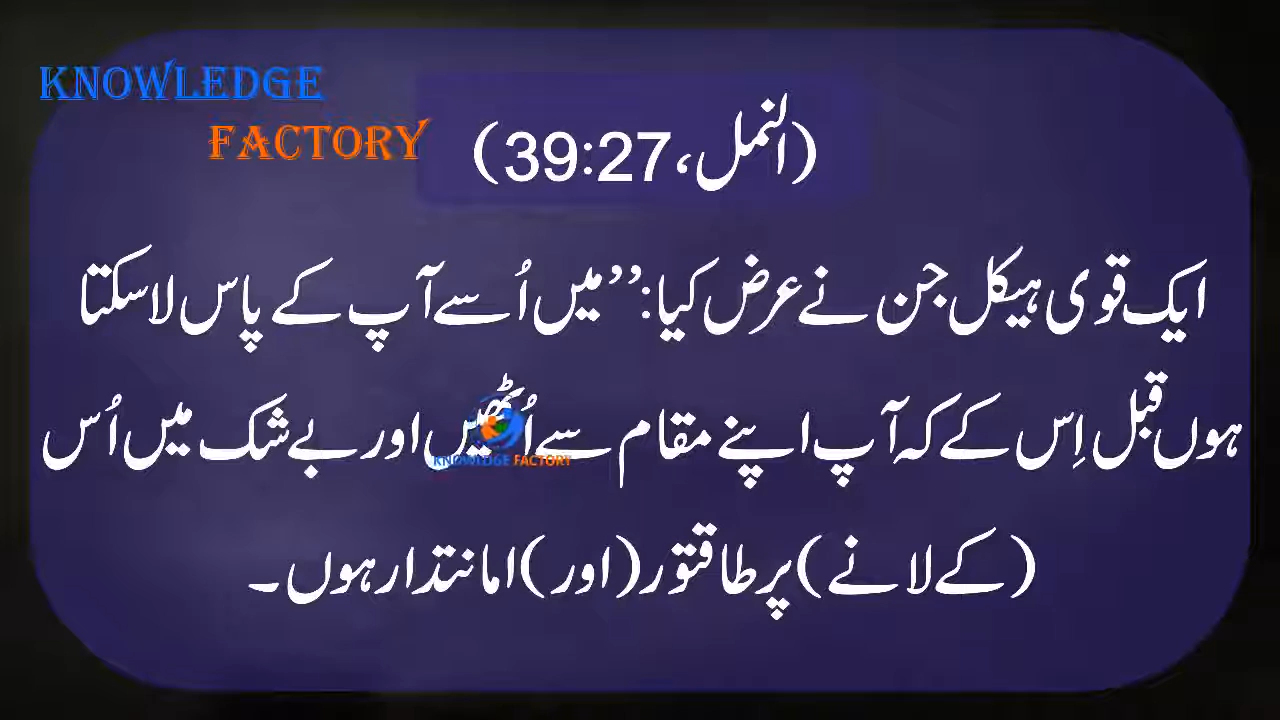 KNOWLEDGE
FACTORY
(النمل، 39:27)
ایک قوی ہیکل جن نے عرض کیا: ’’میں اُسے آپ کے پاس لا سکتا
ہوں قبل اِس کے کہ آپ اپنے مقام سے اُٹھیں اور بے شک میں اُس
(کے لانے) پر طاقتور (اور) امانتدار ہوں۔
KNOWLEDGE FACTORY